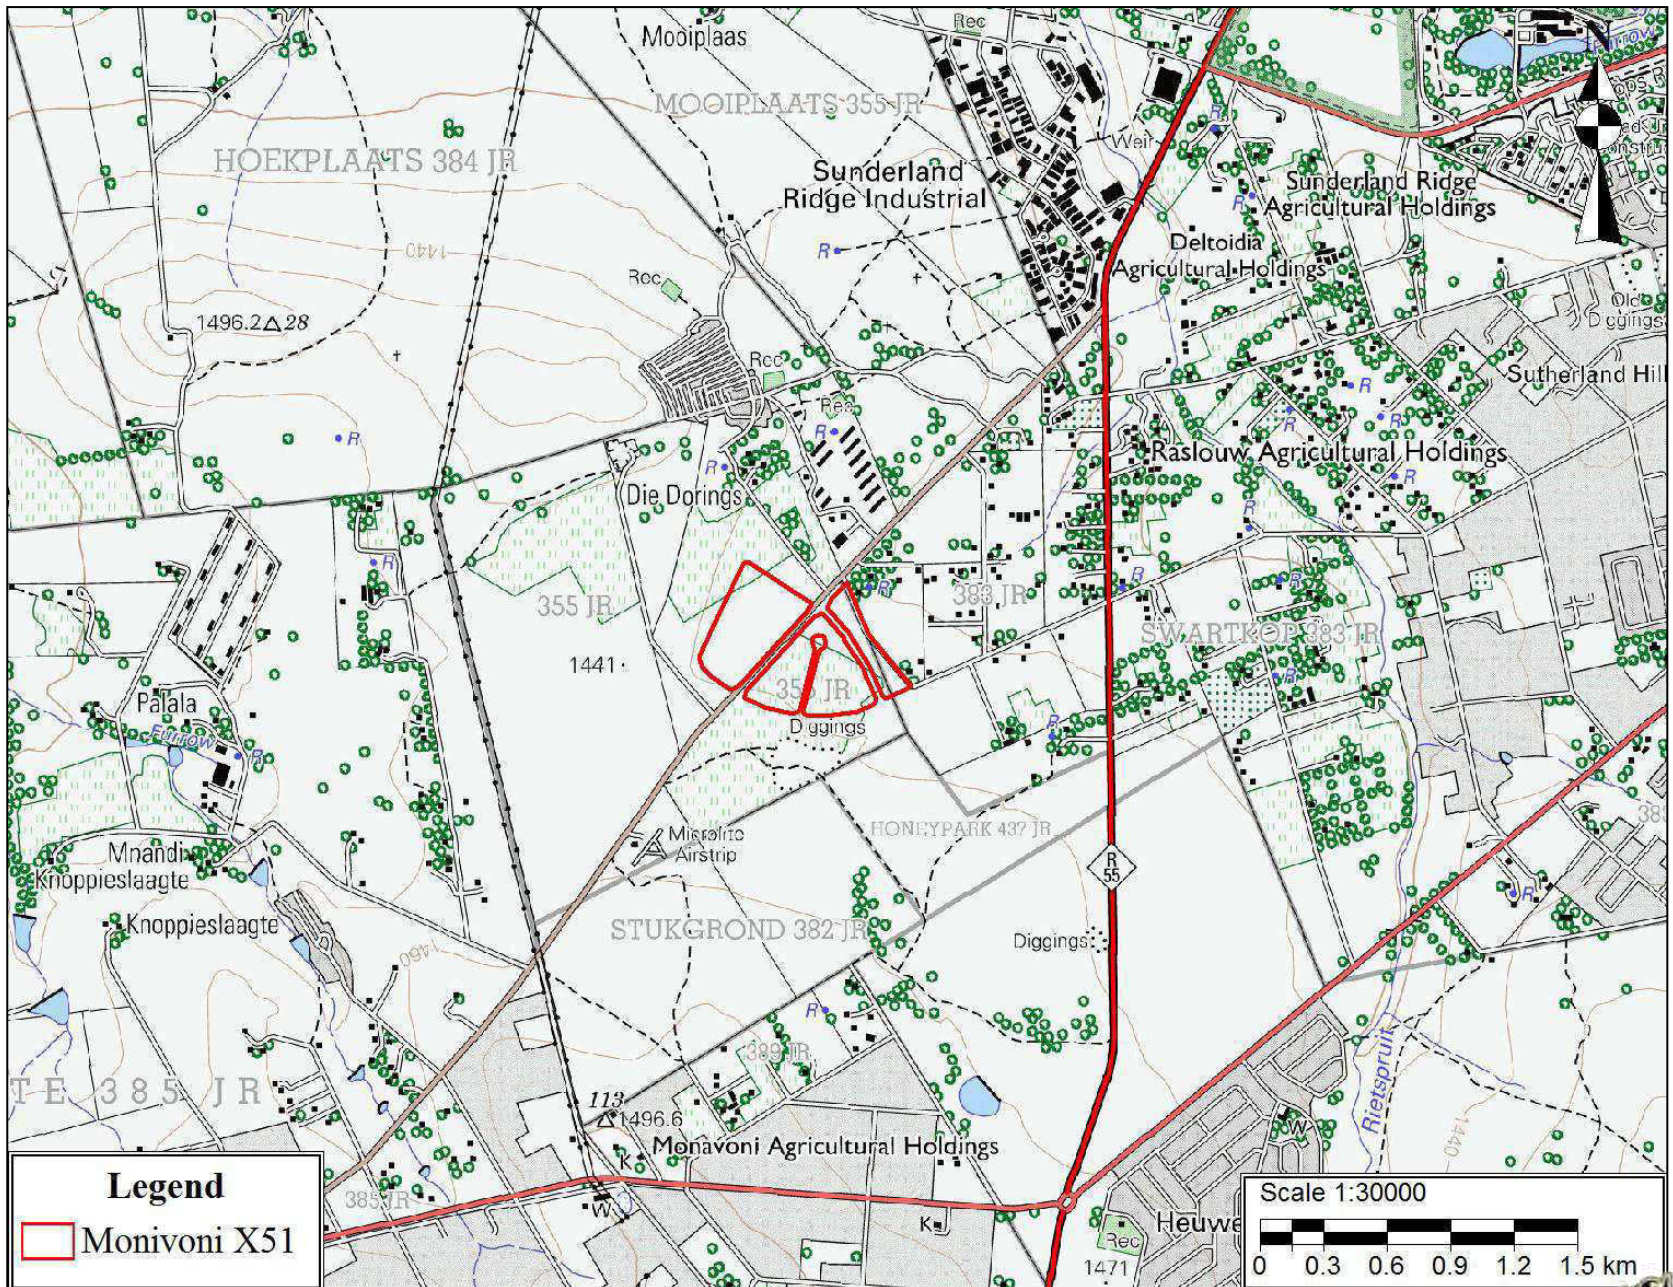 Mooiplaas
Rec
Furrow
MOOIPLAATS 355 JR
HOEKPLAATS 384 JR
Weir
Sunderland
Ridge Industrial
Sunderland Ridge
Agricultural Holdings
R
R
R
Deltoidia
Agricultural Holdings
1440
Rec
1496.2 28
Old
Diggings
Rec
Sutherland Hill
R
Rec
R
R
R
R
Raslouw Agricultural Holdings
R
R
Die Dorings
R
R
R
R
R
R
355 JR
383 JR
SWARTKOP 383 JR
1441
355 JR
R
Palala
Diggings
R
Furrow
R
HONEYPARK 437 JR
383
Microlite
Airstrip
Mnandi
Knoppieslaagte
R
55
R
Knoppieslaagte
STUKGROND 382 JR
Diggings
1460
R
389 JR
Rietspruit
TE 385 JR
113
1496.6
Monavoni Agricultural Holdings
K
W
1440
Legend
Monivoni X51
385 JR
W
K
Heuwe
Rec
1471
Scale 1:30000
0 0.3 0.6 0.9 1.2 1.5 km